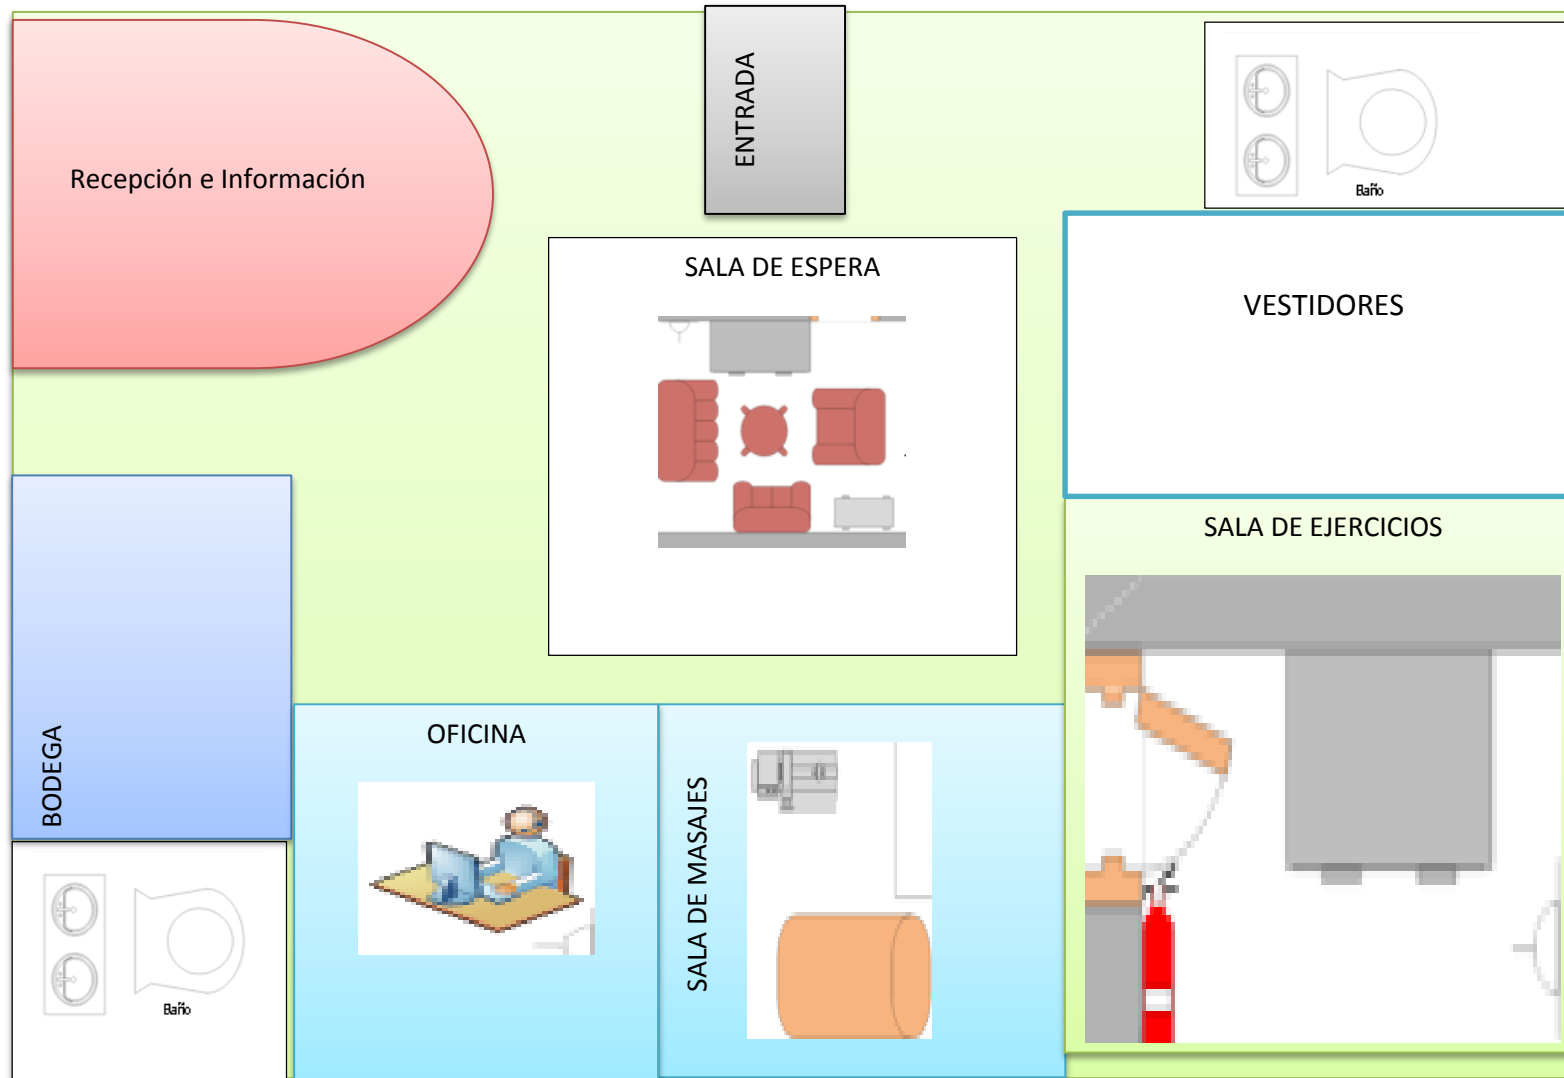 ENTRADA
Recepción e Información
Baño
SALA DE ESPERA
VESTIDORES
SALA DE EJERCICIOS
BODEGA
OFICINA
SALA DE MASAJES
Baño